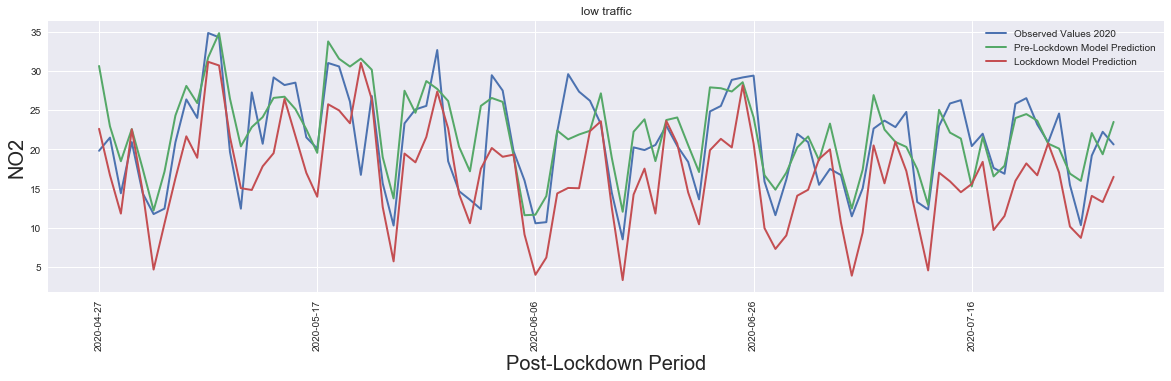 low traffic
Observed Values 2020
Pre-Lockdown Model Prediction
Lockdown Model Prediction
NO2
35
30
25
20
15
10
5
2020-04-27
2020-05-17
2020-06-06
2020-06-26
2020-07-16
Post-Lockdown Period